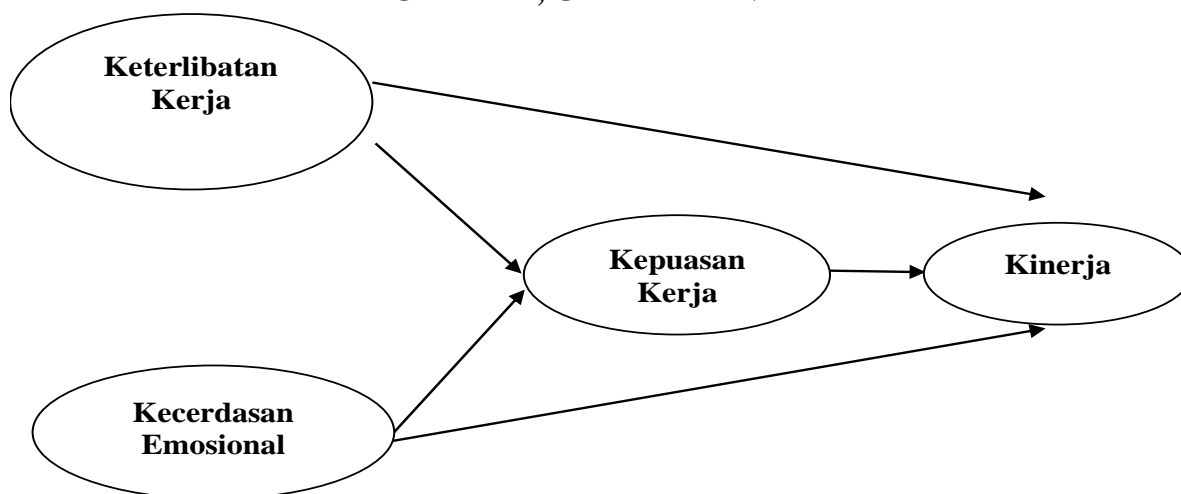 Keterlibatan
Kerja
Kepuasan
Kerja
Kinerja
Kecerdasan
Emosional